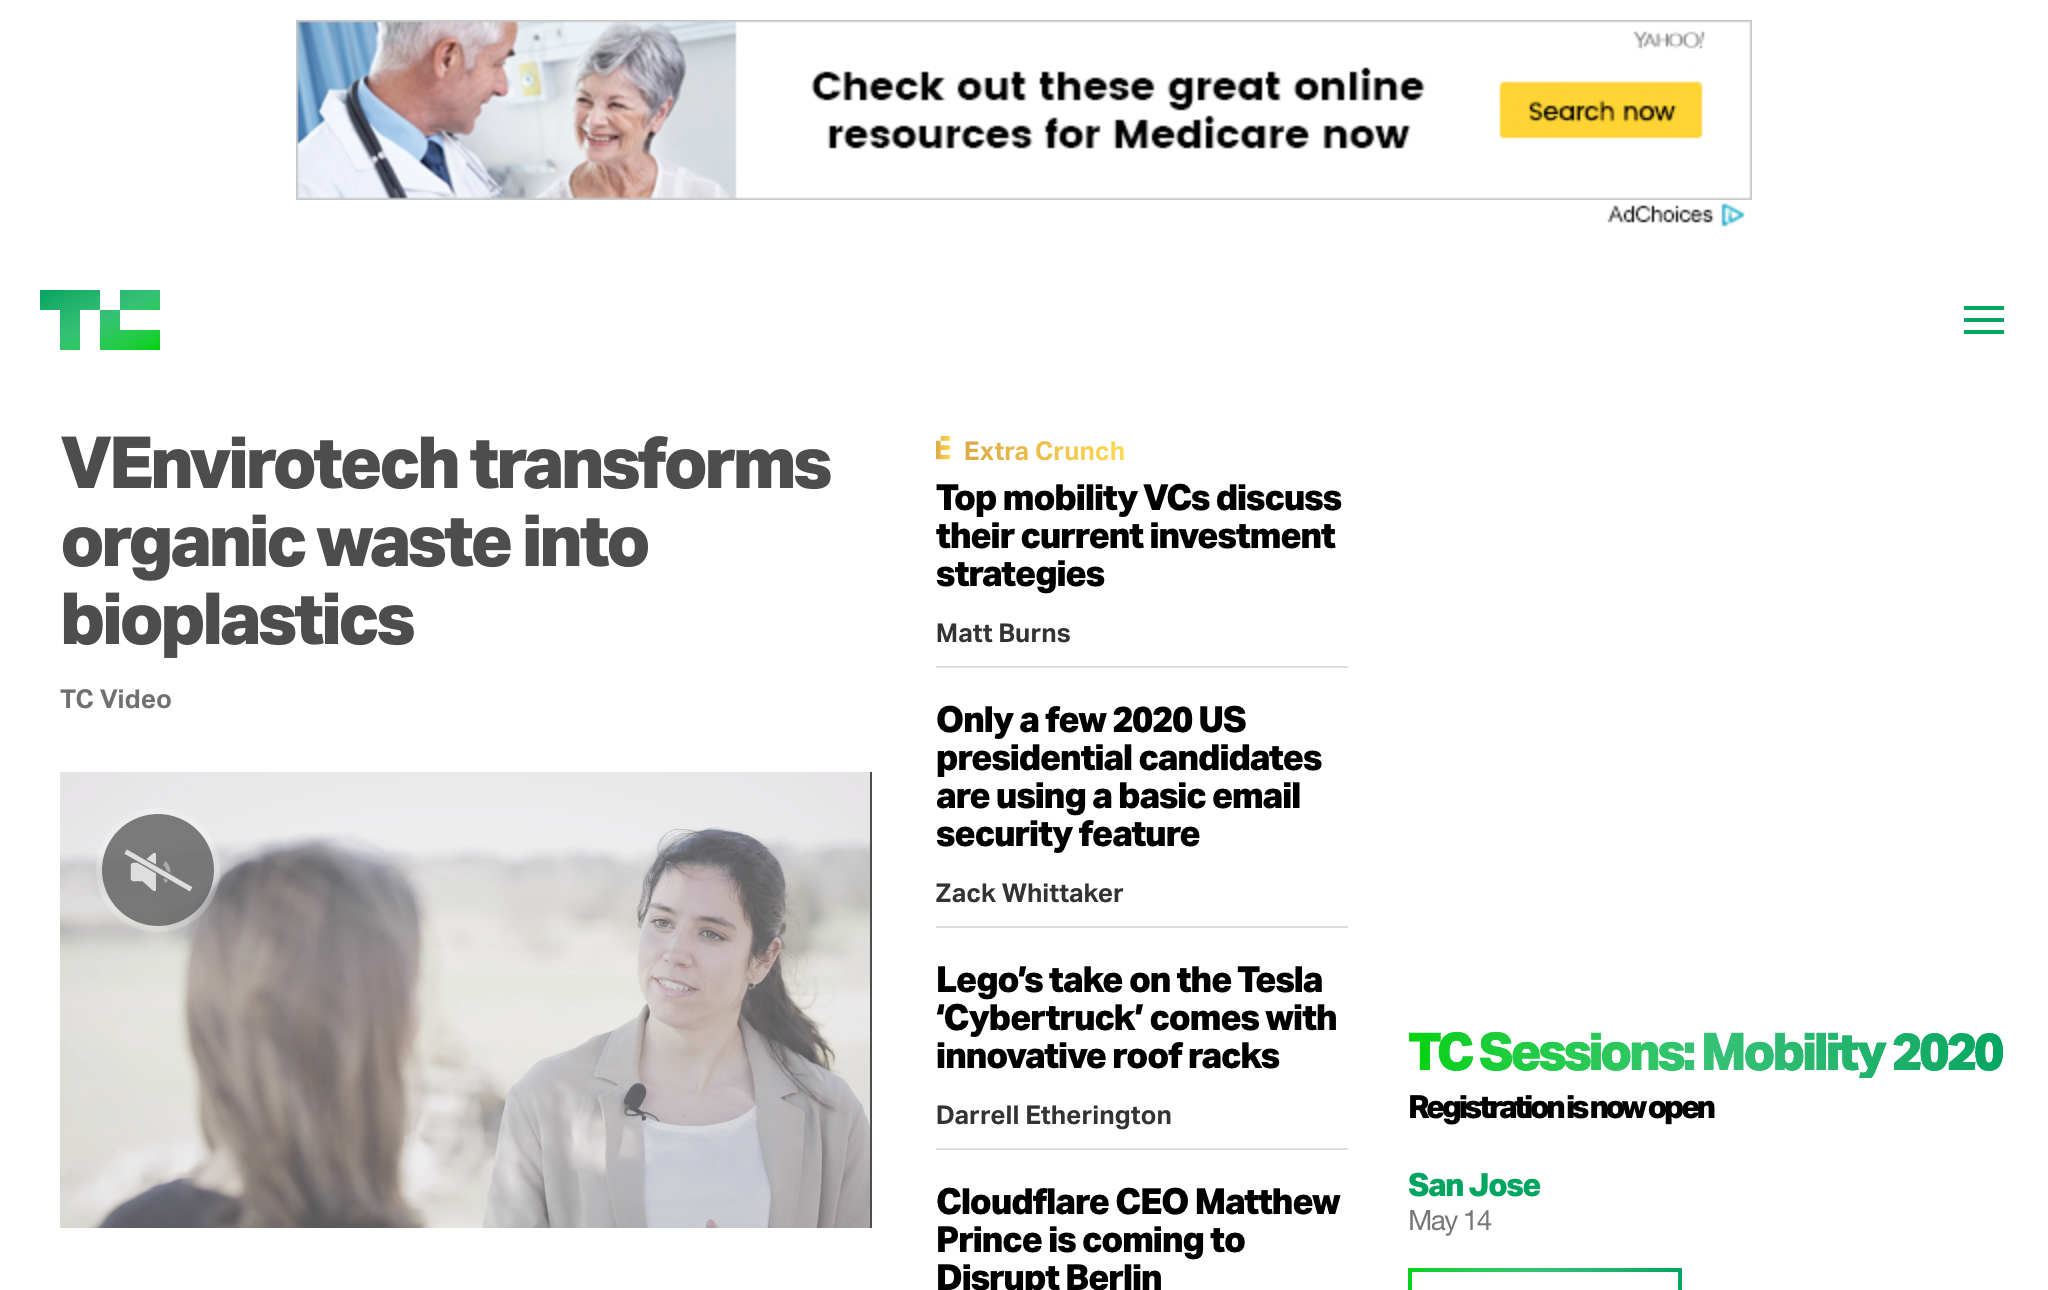 YAHOO!
Check out these great online
resources for Medicare now
Search now
AdChoices
TC
VEnvirotech transforms
organic waste into
bioplastics
TC Video
Extra Crunch
Top mobility VCs discuss
their current investment
strategies
Matt Burns
Only a few 2020 US
presidential candidates
are using a basic email
security feature
Zack Whittaker
Lego’s take on the Tesla
‘Cybertruck’ comes with
innovative roof racks
Darrell Etherington
Cloudflare CEO Matthew
Prince is coming to
Disrupt Berlin
TC Sessions: Mobility 2020
Registration is now open
San Jose
May 14